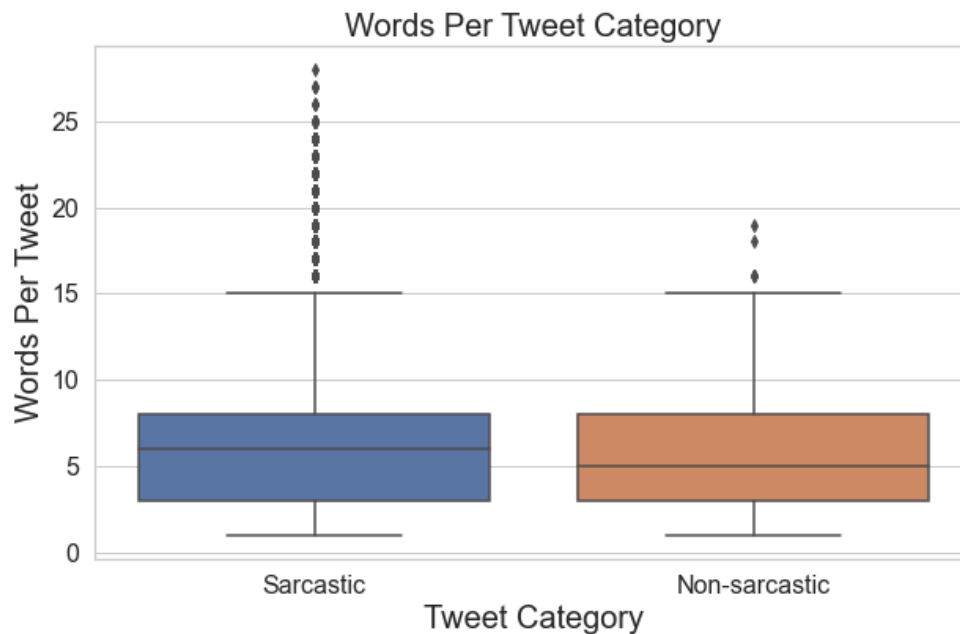 Words Per Tweet Category
Words Per Tweet
25
20
15
10
5
0
Sarcastic
Non-sarcastic
Tweet Category